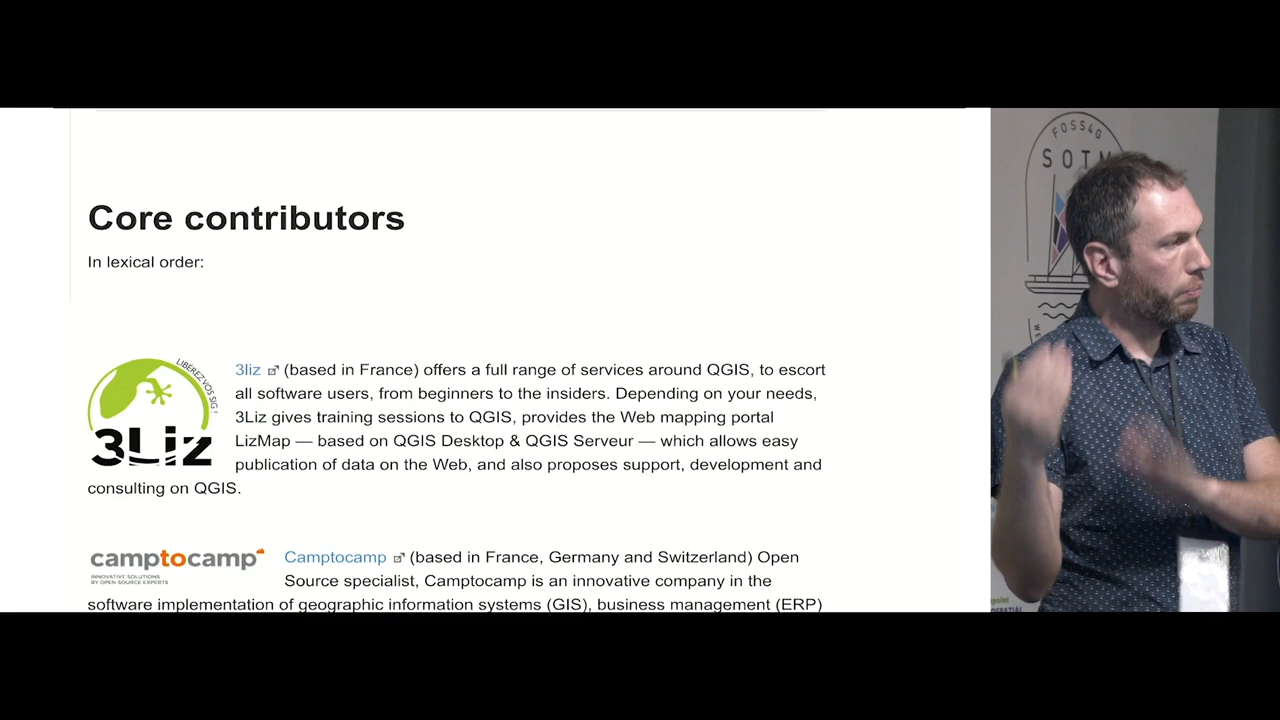 Core contributors
In lexical order:
LIBÉREZ VOS SIG !
3Liz
3liz (based in France) offers a full range of services around QGIS, to escort
all software users, from beginners to the insiders. Depending on your needs,
3Liz gives training sessions to QGIS, provides the Web mapping portal
LizMap — based on QGIS Desktop & QGIS Serveur — which allows easy
publication of data on the Web, and also proposes support, development and
consulting on QGIS.
camptocamp
INNOVATIVE SOLUTIONS
BY OPEN SOURCE EXPERTS
Camptocamp (based in France, Germany and Switzerland) Open
Source specialist, Camptocamp is an innovative company in the
software implementation of geographic information systems (GIS), business management (ERP)
FOSS4G
SOTM